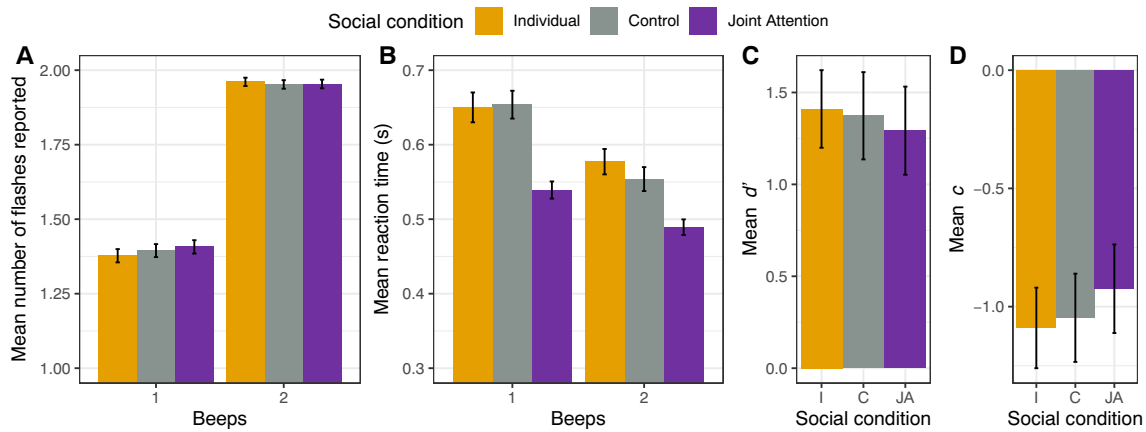 Social condition Individual Control Joint Attention
A
Mean number of flashes reported
2.00
1.75
1.50
1.25
1.00
1 2
Beeps
B
Mean reaction time (s)
0.7
0.6
0.5
0.4
0.3
1 2
Beeps
C
Mean d'
1.5
1.0
0.5
0.0
I C JA
Social condition
D
Mean c
0.0
−0.5
−1.0
I C JA
Social condition